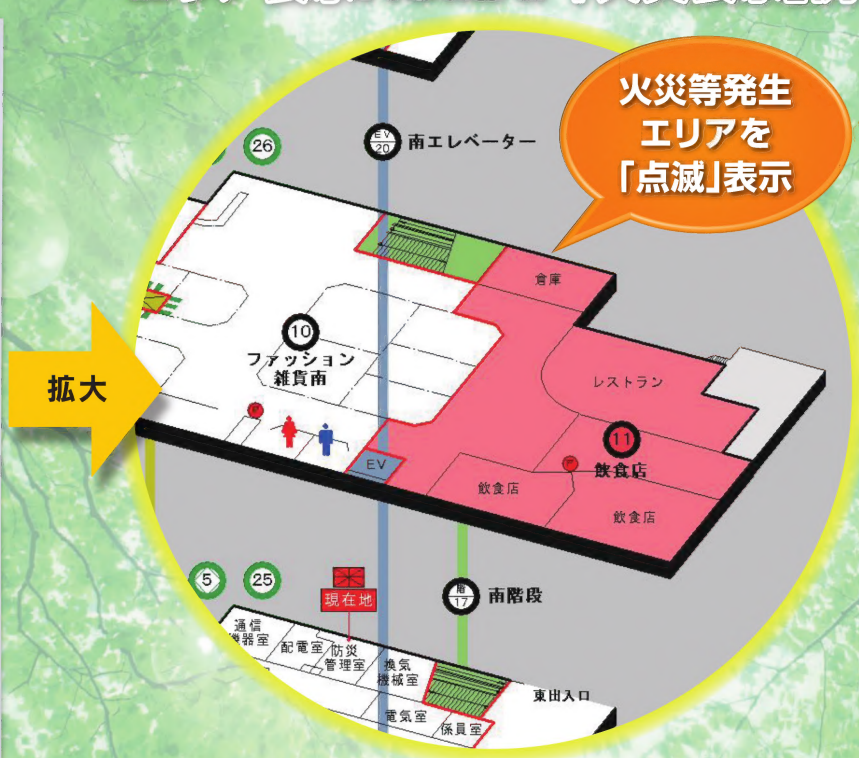 火災等発生
エリアを
「点滅」表示
26
EV
20
南エレベーター
倉庫
拡大
10
ファッション
雑貨南
レストラン
11
飲食店
P
P
EV
飲食店
飲食店
5
25
現在地
階
17
南階段
通信
機器室
配電室
防災
管理室
換気
機械室
電気室
係員室
東出入口